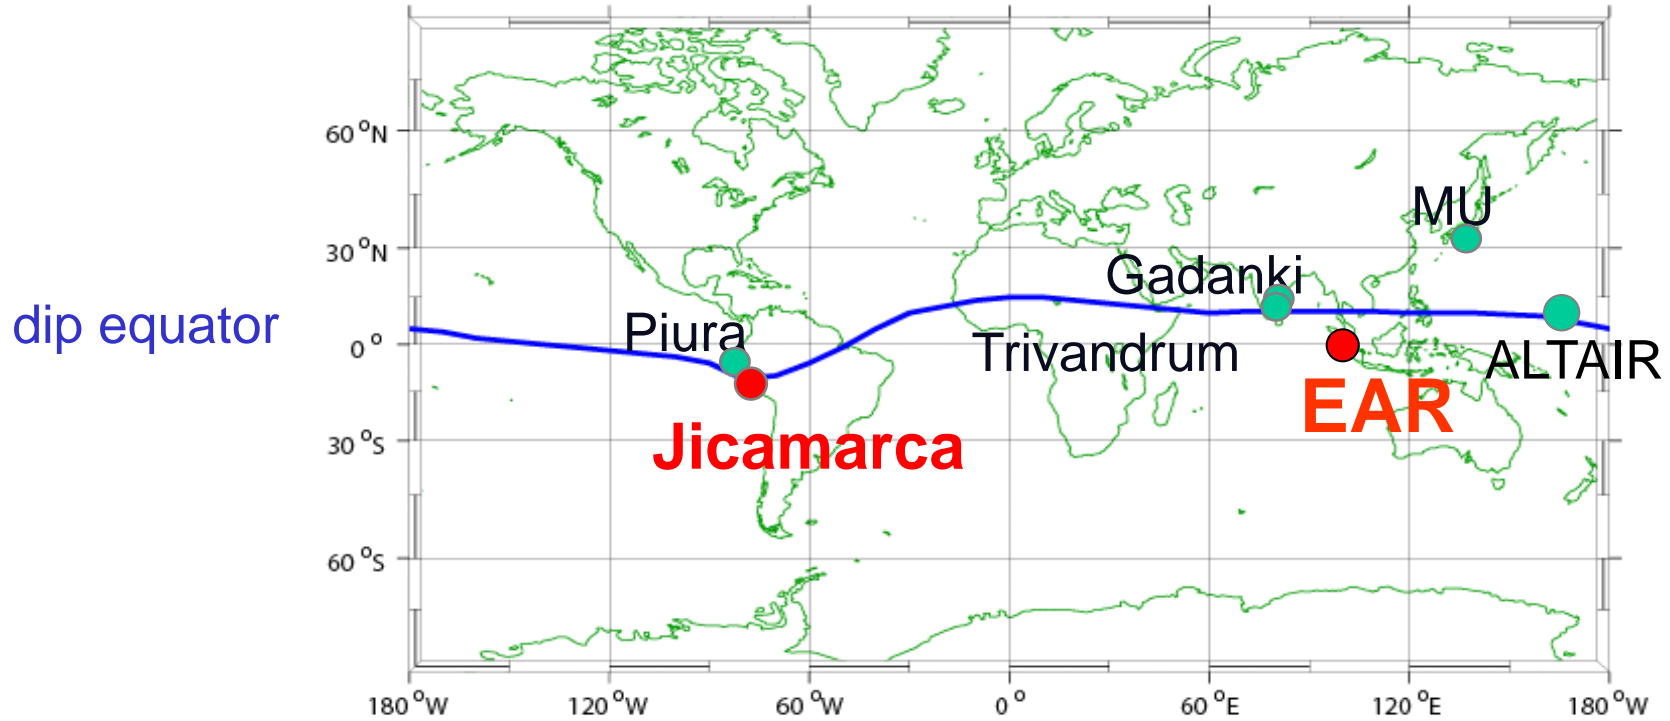 60 °N
MU
30 °N
Gadanki
dip equator
Piura
0 °
Trivandrum
ALTAIR
EAR
30 °S
Jicamarca
60 °S
180 °W 120 °W 60 °W 0 ° 60 °E 120 °E 180 °W